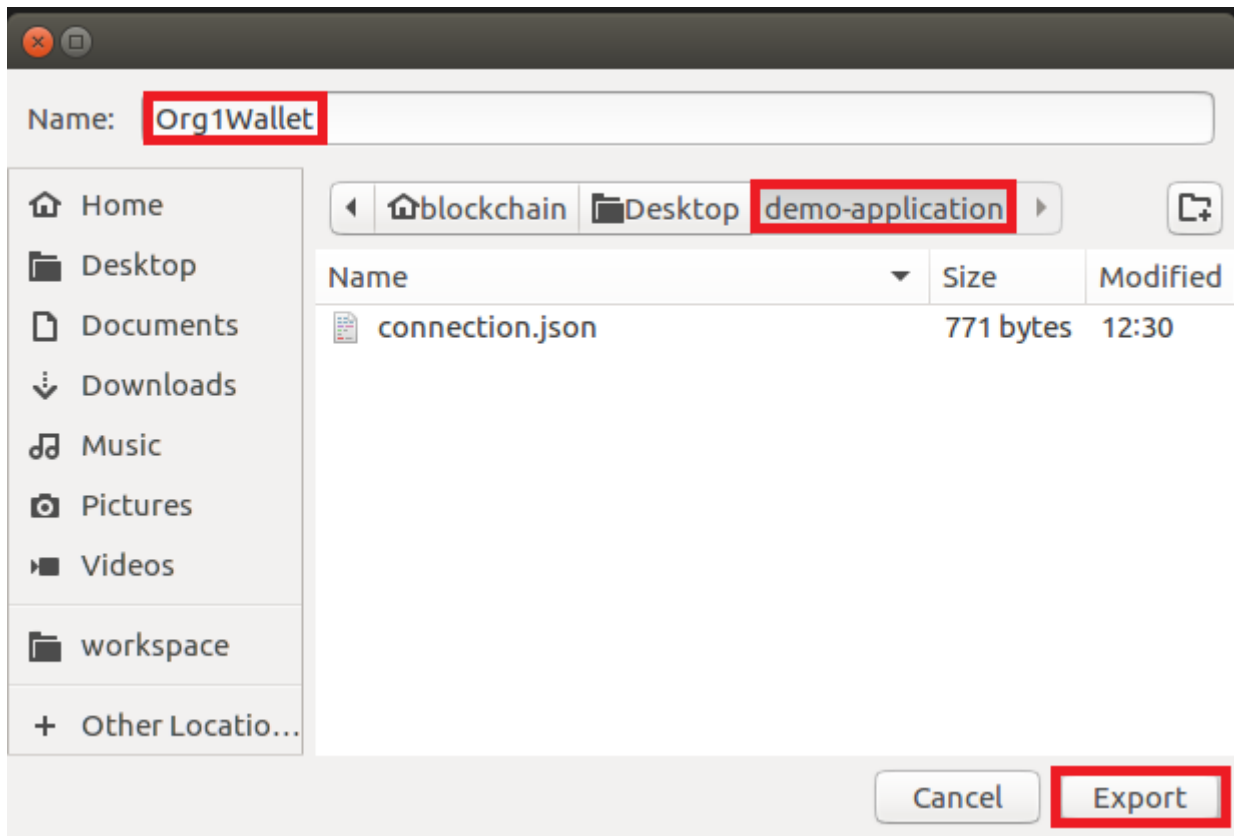 Name: Org1Wallet
Home
Desktop
Documents
Downloads
Music
Pictures
Videos
workspace
+ Other Locatio...
blockchain Desktop demo-application
Name Size Modified
connection.json 771 bytes 12:30
Cancel Export